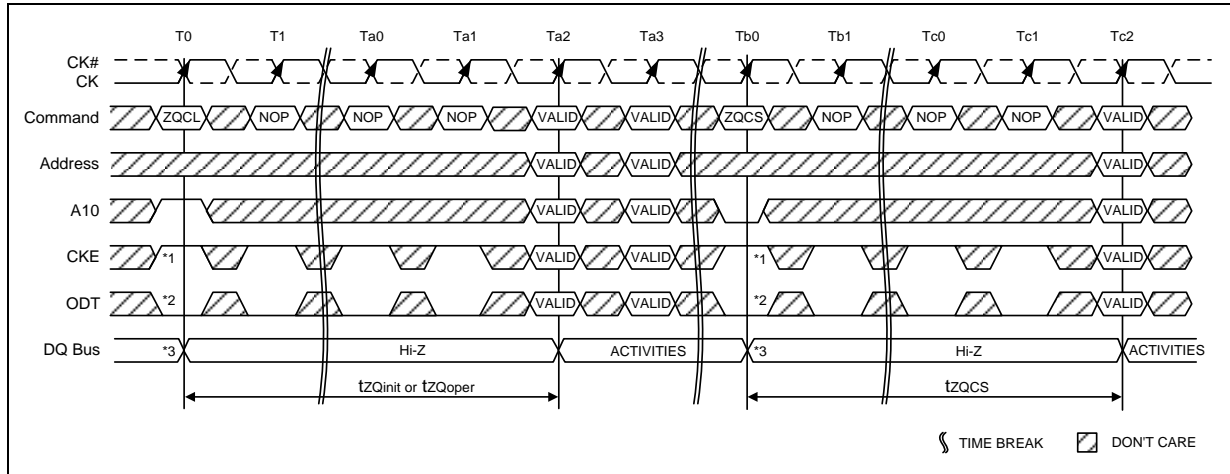 T0 T1 Ta0 Ta1 Ta2 Ta3 Tb0 Tb1 Tc0 Tc1 Tc2
CK#
CK
Command ZQCL NOP NOP NOP VALID VALID ZQCS NOP NOP NOP VALID
Address VALID VALID VALID
A10 VALID VALID VALID
CKE *1 VALID VALID *1 VALID
ODT *2 VALID VALID *2 VALID
DQ Bus *3 Hi-Z ACTIVITIES *3 Hi-Z ACTIVITIES
tZQinit or tZQoper tZQCS
TIME BREAK DON'T CARE